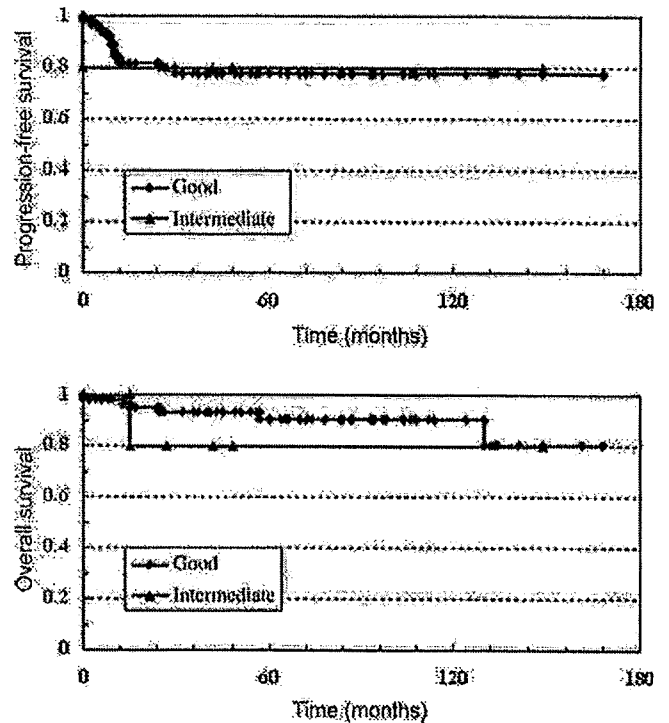 Progression-free survival
1
0.8
0.6
0.4
0.2
0
Good
Intermediate
0
60
120
180
Time (months)
Overall survival
1
0.8
0.6
0.4
0.2
0
Good
Intermediate
0
60
120
180
Time (months)